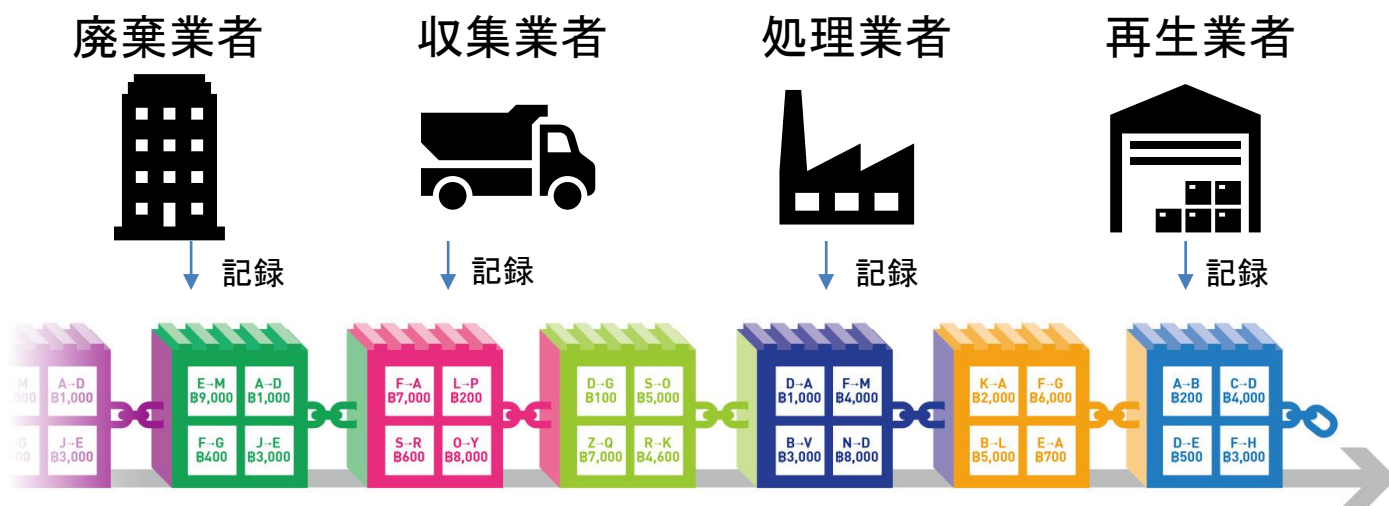 廃棄業者
収集業者
処理業者
再生業者
記録
記録
記録
記録
A→D
B1,000
J→E
B3,000
E→M
B9,000
A→D
B1,000
F→G
B400
J→E
B3,000
F→A
B7,000
L→P
B200
S→R
B600
O→Y
B8,000
D→G
B100
S→O
B5,000
Z→Q
B7,000
R→K
B4,600
D→A
B1,000
F→M
B4,000
B→V
B3,000
N→D
B8,000
K→A
B2,000
F→G
B6,000
B→L
B5,000
E→A
B700
A→B
B200
C→D
B4,000
D→E
B500
F→H
B3,000